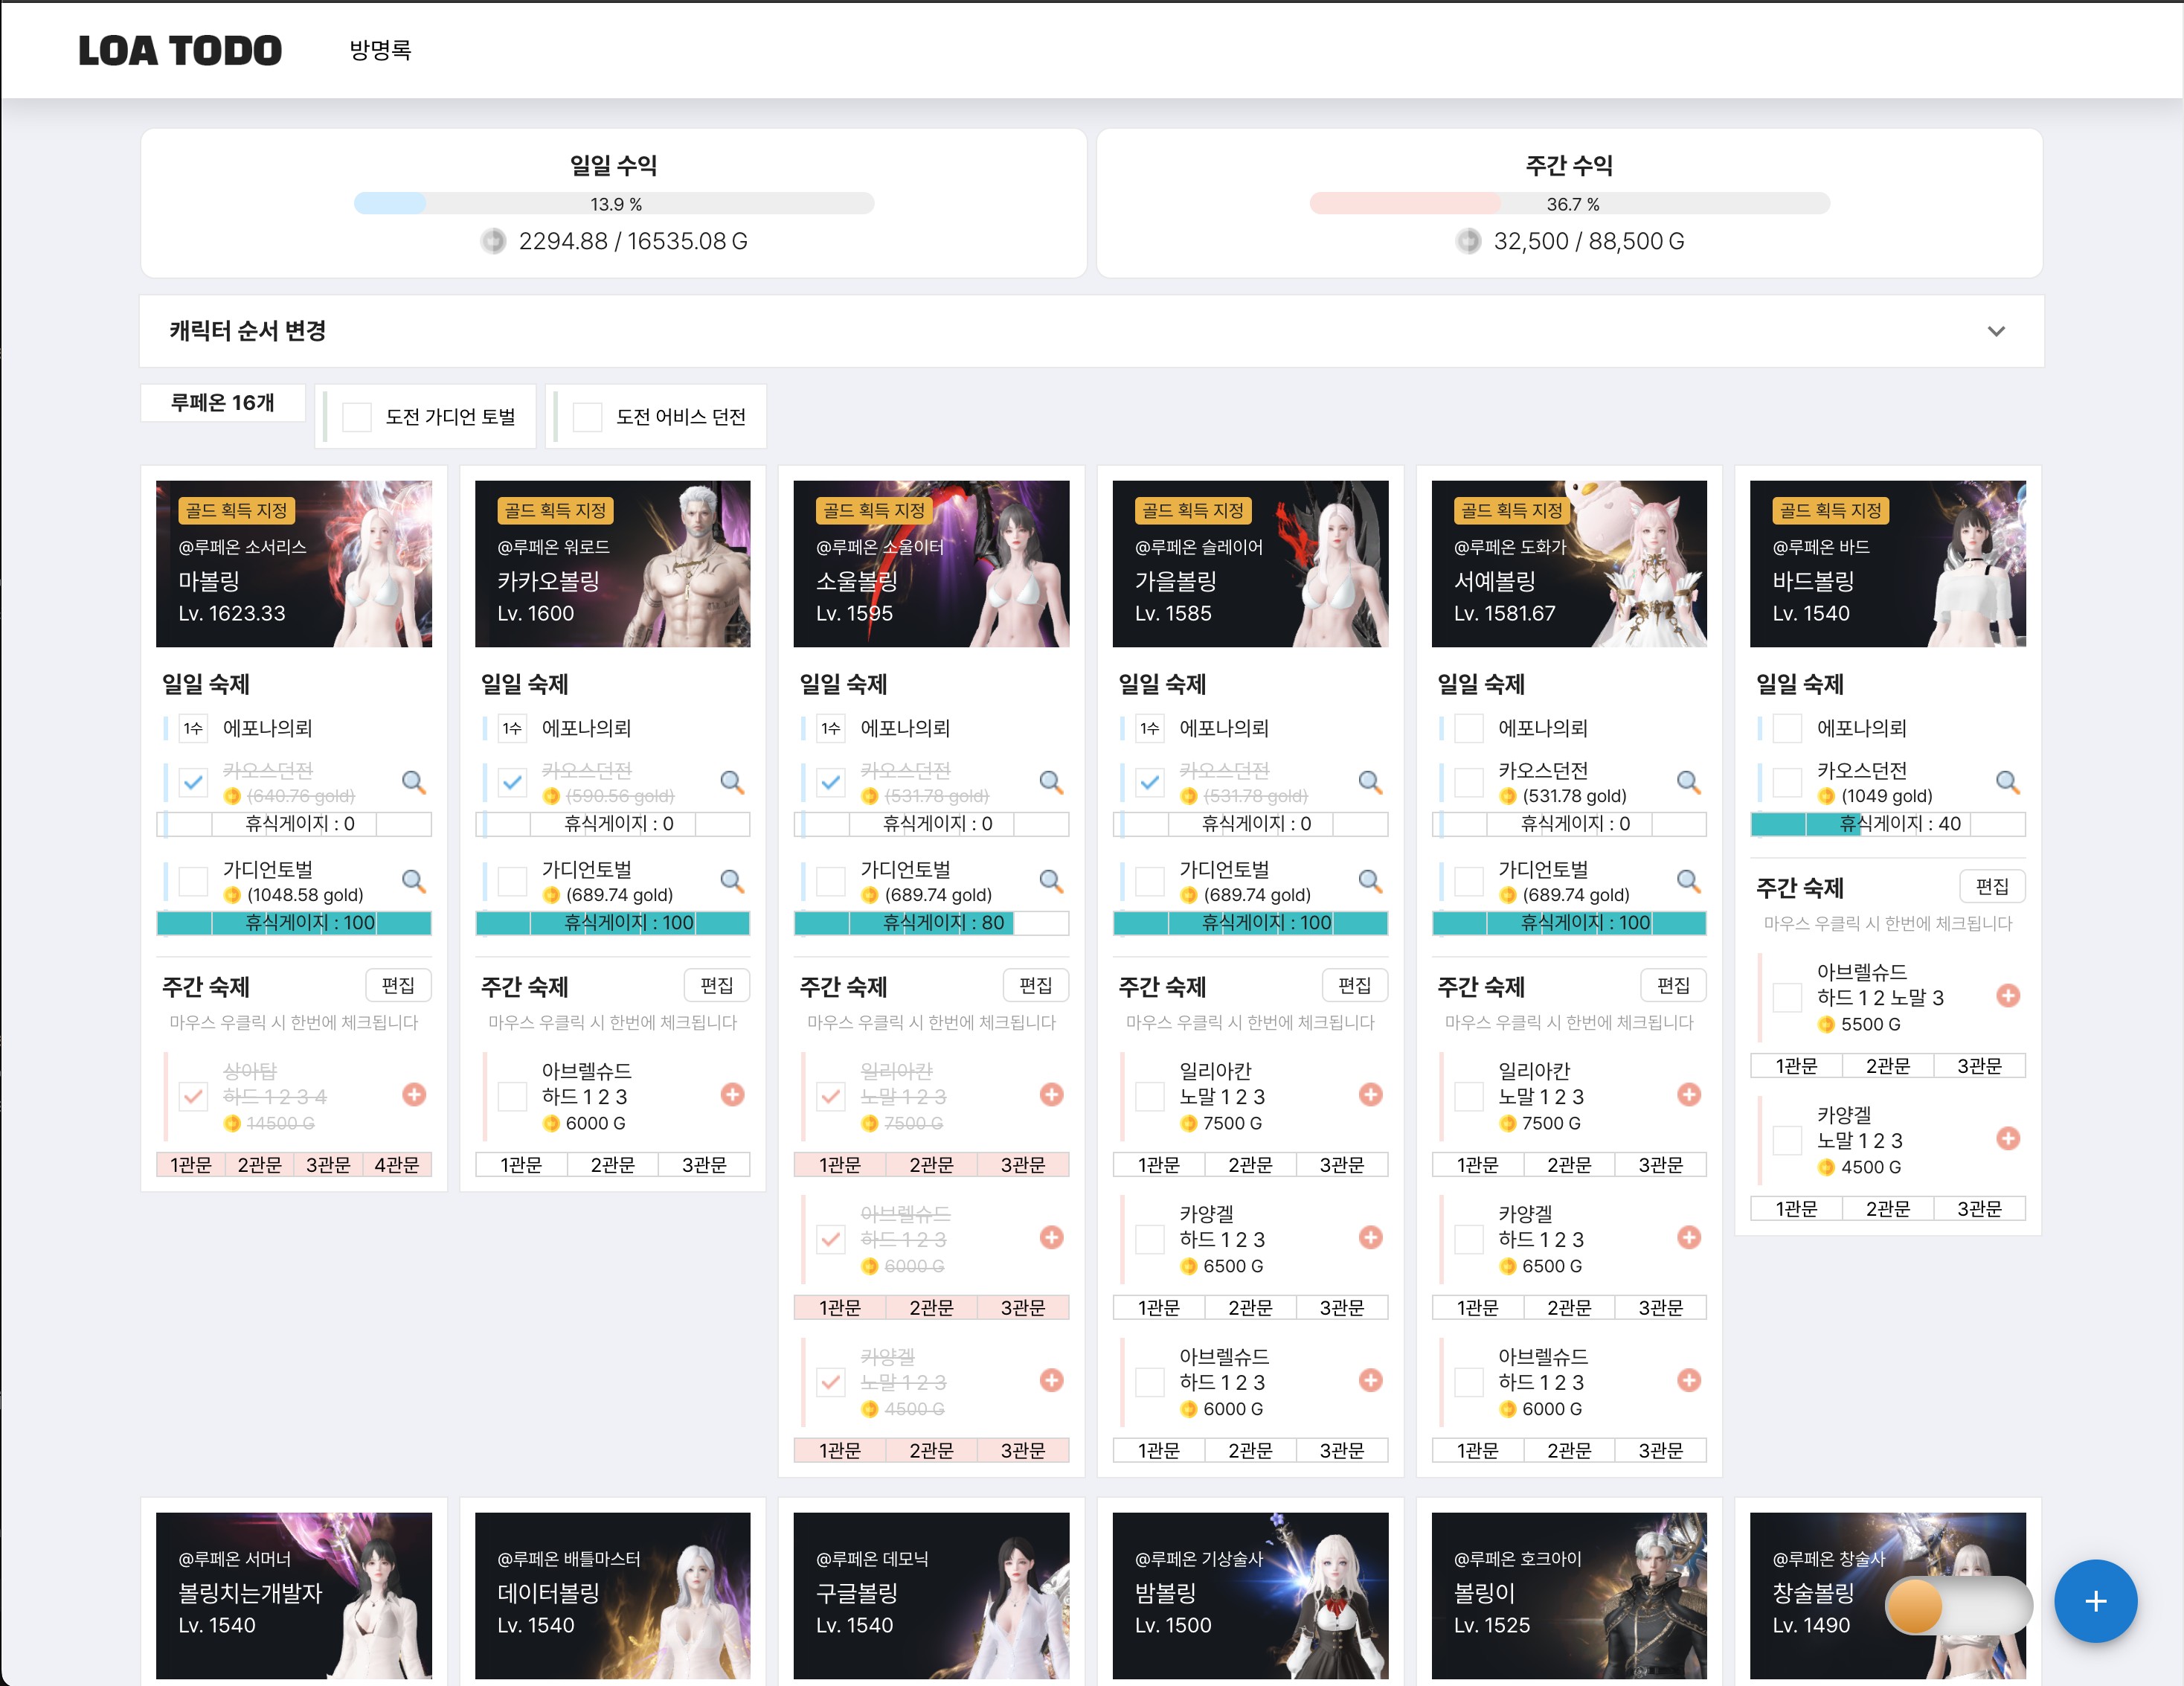 LOA TODO
방명록
일일 수익
13.9 %
2294.88 / 16535.08 G
주간 수익
36.7 %
32,500 / 88,500 G
캐릭터 순서 변경
루페온 16개
도전 가디언 토벌
도전 어비스 던전
골드 획득 지정
@루페온 소서리스
마볼링
Lv. 1623.33
일일 숙제
1수
에포나의뢰
카오스던전
(640.76 gold)
휴식게이지 : 0
가디언토벌
(1048.58 gold)
휴식게이지 : 100
주간 숙제
편집
마우스 우클릭 시 한번에 체크됩니다
상아탑
하드 1 2 3 4
14500 G
1관문 2관문 3관문 4관문
골드 획득 지정
@루페온 워로드
카카오볼링
Lv. 1600
일일 숙제
1수
에포나의뢰
카오스던전
(590.56 gold)
휴식게이지 : 0
가디언토벌
(689.74 gold)
휴식게이지 : 100
주간 숙제
편집
마우스 우클릭 시 한번에 체크됩니다
아브렐슈드
하드 1 2 3
6000 G
1관문 2관문 3관문
골드 획득 지정
@루페온 소울이터
소울볼링
Lv. 1595
일일 숙제
1수
에포나의뢰
카오스던전
(531.78 gold)
휴식게이지 : 0
가디언토벌
(689.74 gold)
휴식게이지 : 80
주간 숙제
편집
마우스 우클릭 시 한번에 체크됩니다
일리아칸
노말 1 2 3
7500 G
1관문 2관문 3관문
아브렐슈드
하드 1 2 3
6000 G
1관문 2관문 3관문
카양겔
노말 1 2 3
4500 G
1관문 2관문 3관문
골드 획득 지정
@루페온 슬레이어
가을볼링
Lv. 1585
일일 숙제
1수
에포나의뢰
카오스던전
(531.78 gold)
휴식게이지 : 0
가디언토벌
(689.74 gold)
휴식게이지 : 100
주간 숙제
편집
마우스 우클릭 시 한번에 체크됩니다
일리아칸
노말 1 2 3
7500 G
1관문 2관문 3관문
카양겔
하드 1 2 3
6500 G
1관문 2관문 3관문
아브렐슈드
하드 1 2 3
6000 G
1관문 2관문 3관문
골드 획득 지정
@루페온 도화가
서예볼링
Lv. 1581.67
일일 숙제
에포나의뢰
카오스던전
(531.78 gold)
휴식게이지 : 0
가디언토벌
(689.74 gold)
휴식게이지 : 100
주간 숙제
편집
마우스 우클릭 시 한번에 체크됩니다
일리아칸
노말 1 2 3
7500 G
1관문 2관문 3관문
카양겔
하드 1 2 3
6500 G
1관문 2관문 3관문
아브렐슈드
하드 1 2 3
6000 G
1관문 2관문 3관문
골드 획득 지정
@루페온 바드
바드볼링
Lv. 1540
일일 숙제
에포나의뢰
카오스던전
(1049 gold)
휴식게이지 : 40
주간 숙제
편집
마우스 우클릭 시 한번에 체크됩니다
아브렐슈드
하드 1 2 노말 3
5500 G
1관문 2관문 3관문
카양겔
노말 1 2 3
4500 G
1관문 2관문 3관문
@루페온 서머너
볼링치는개발자
Lv. 1540
@루페온 배틀마스터
데이터볼링
Lv. 1540
@루페온 데모닉
구글볼링
Lv. 1540
@루페온 기상술사
밤볼링
Lv. 1500
@루페온 호크아이
볼링이
Lv. 1525
@루페온 창술사
창술볼링
Lv. 1490